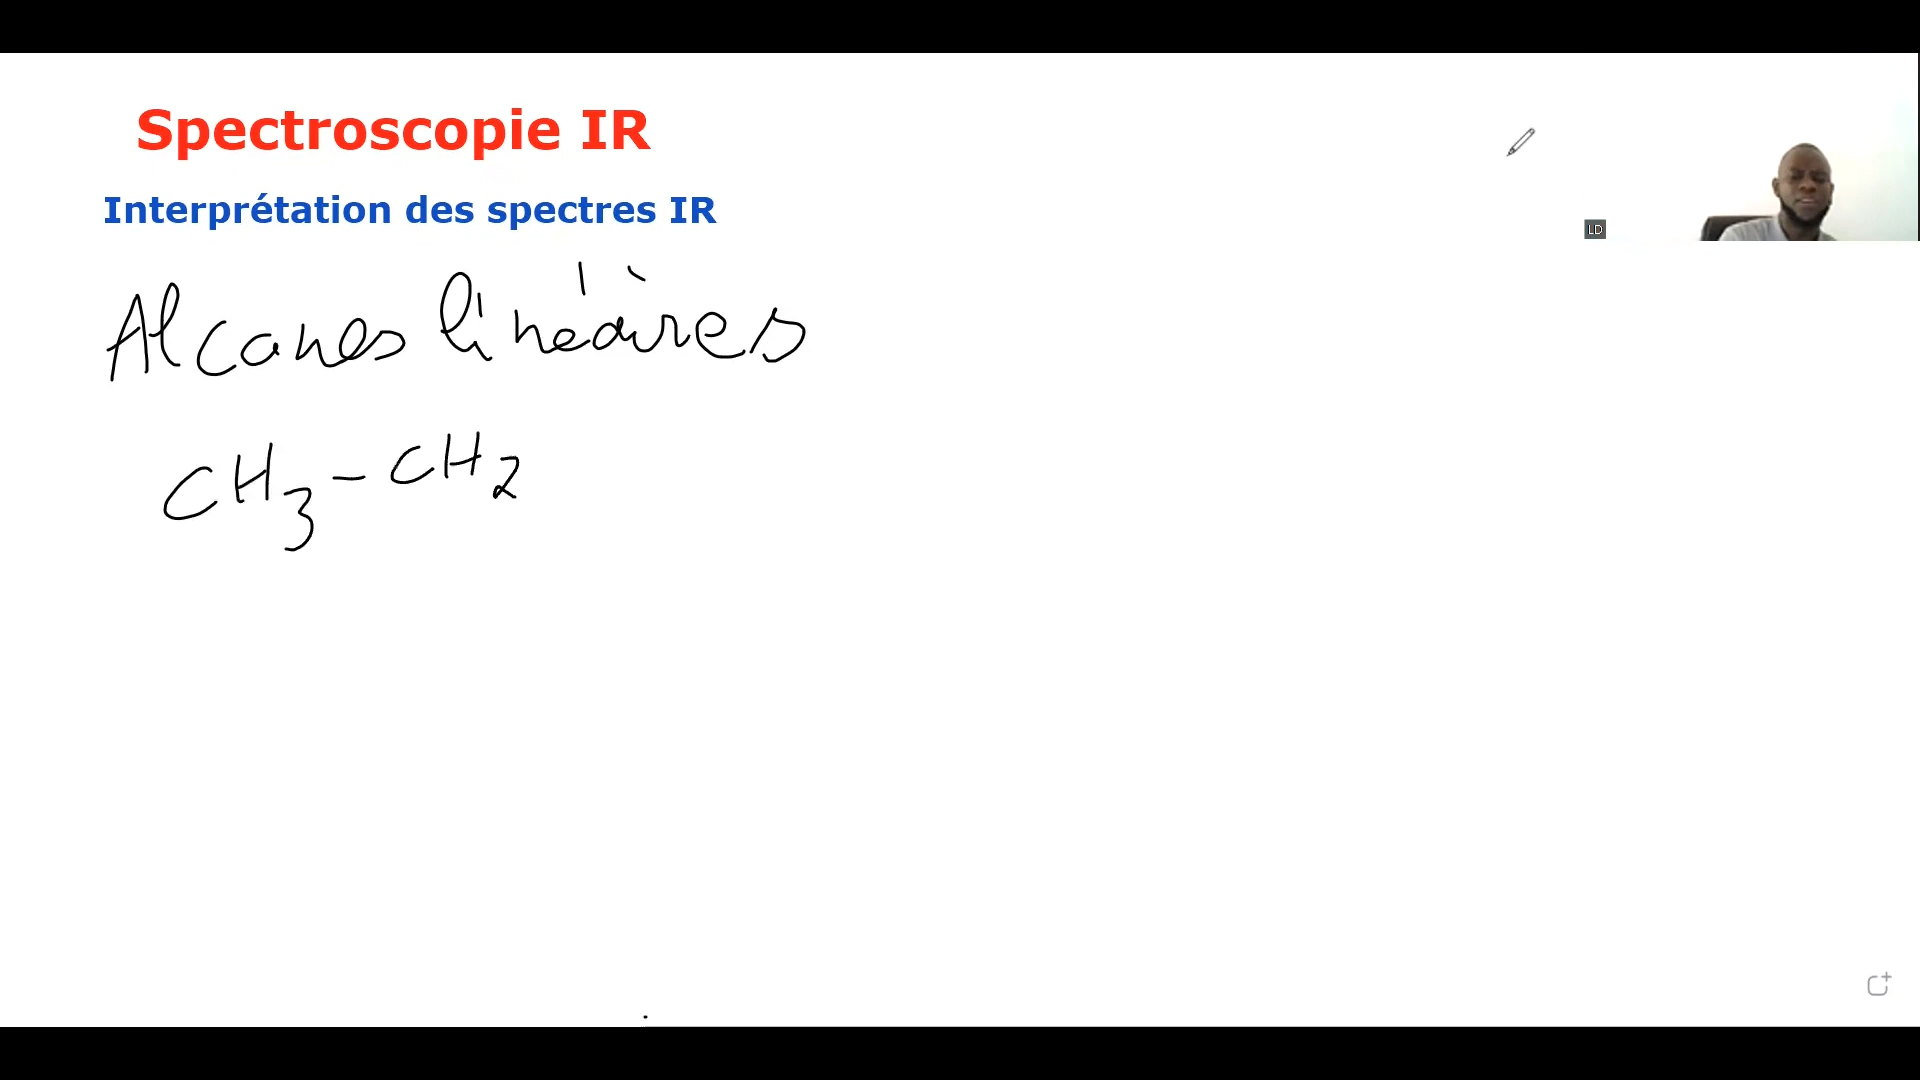 Spectroscopie IR
Interprétation des spectres IR
LD
Alcanes linéaires
CH3-CH2